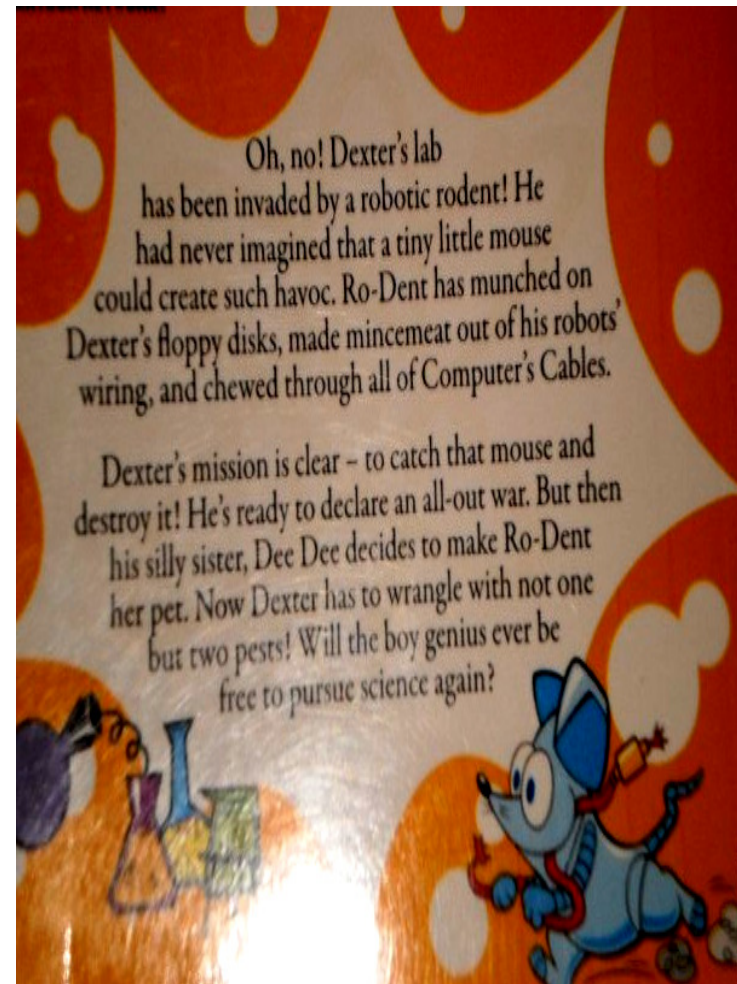 Oh, no! Dexter's lab
has been invaded by a robotic rodent! He
had never imagined that a tiny little mouse
could create such havoc. Ro-Dent has munched on
Dexter's floppy disks, made mincemeat out of his robots'
wiring, and chewed through all of Computer's Cables.
Dexter's mission is clear – to catch that mouse and
destroy it! He's ready to declare an all-out war. But then
his silly sister, Dee Dee decides to make Ro-Dent
her pet. Now Dexter has to wrangle with not one
but two pests! Will the boy genius ever be
free to pursue science again?